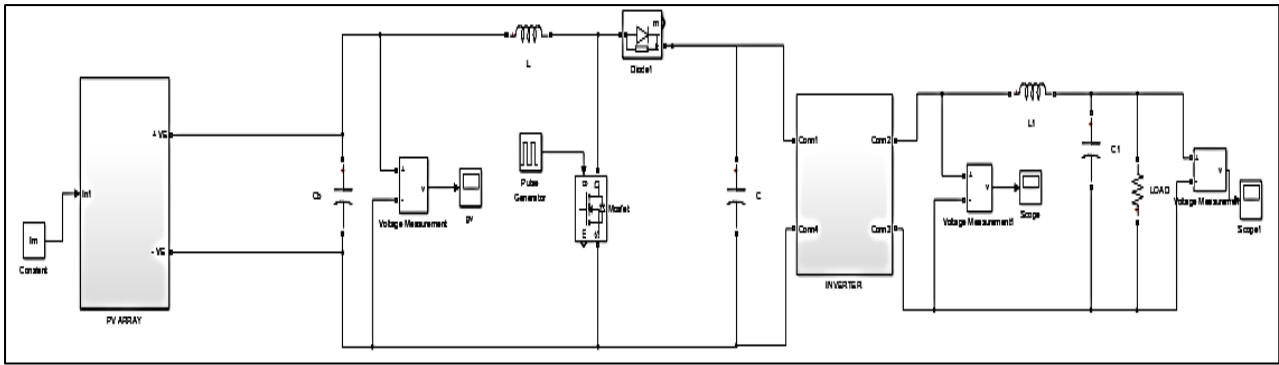 Im
Constant
In1
+ VE
- VE
PV ARRAY
Cb
+
-
v
Voltage Measurement
pv
L
Pulse
Generator
g
D
Mosfet
m
S
m
Diode1
C
Conn1
Conn4
Conn2
Conn3
INVERTER
+
-
v
Voltage Measurement1
Scope
L1
C1
LOAD
+
-
v
Voltage Measurement
Scope1